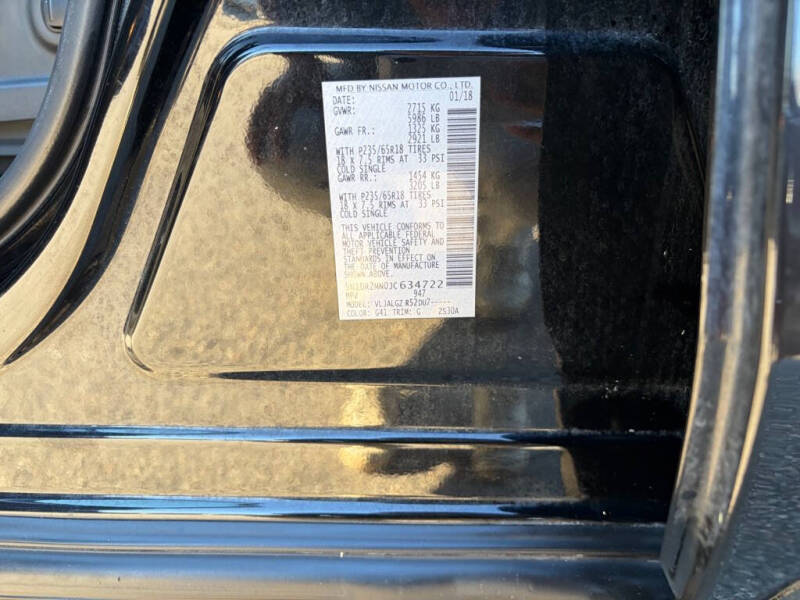 MFD BY NISSAN MOTOR CO., LTD.
DATE: 01/18
GVWR: 2715 KG
5986 LB
GAWR FR.: 1325 KG
2921 LB
WITH P235/65R18 TIRES
18 X 7.5 RIMS AT 33 PSI
COLD SINGLE
GAWR RR.: 1454 KG
3205 LB
WITH P235/65R18 TIRES
18 X 7.5 RIMS AT 33 PSI
COLD SINGLE
THIS VEHICLE CONFORMS TO
ALL APPLICABLE FEDERAL
MOTOR VEHICLE SAFETY AND
THEFT PREVENTION
STANDARDS IN EFFECT ON
THE DATE OF MANUFACTURE
SHOWN ABOVE.
634722
MPV 947
MODEL: VLJALGZ R52DU7-----
COLOR: G41 TRIM: G 2530A